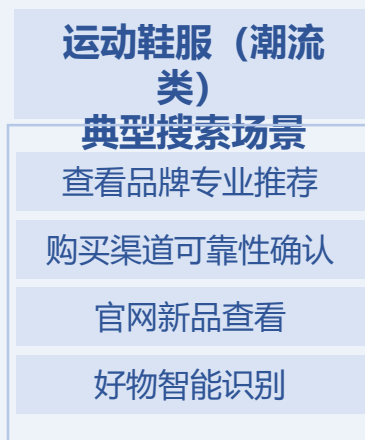 运动鞋服（潮流
类）
典型搜索场景
查看品牌专业推荐
购买渠道可靠性确认
官网新品查看
好物智能识别